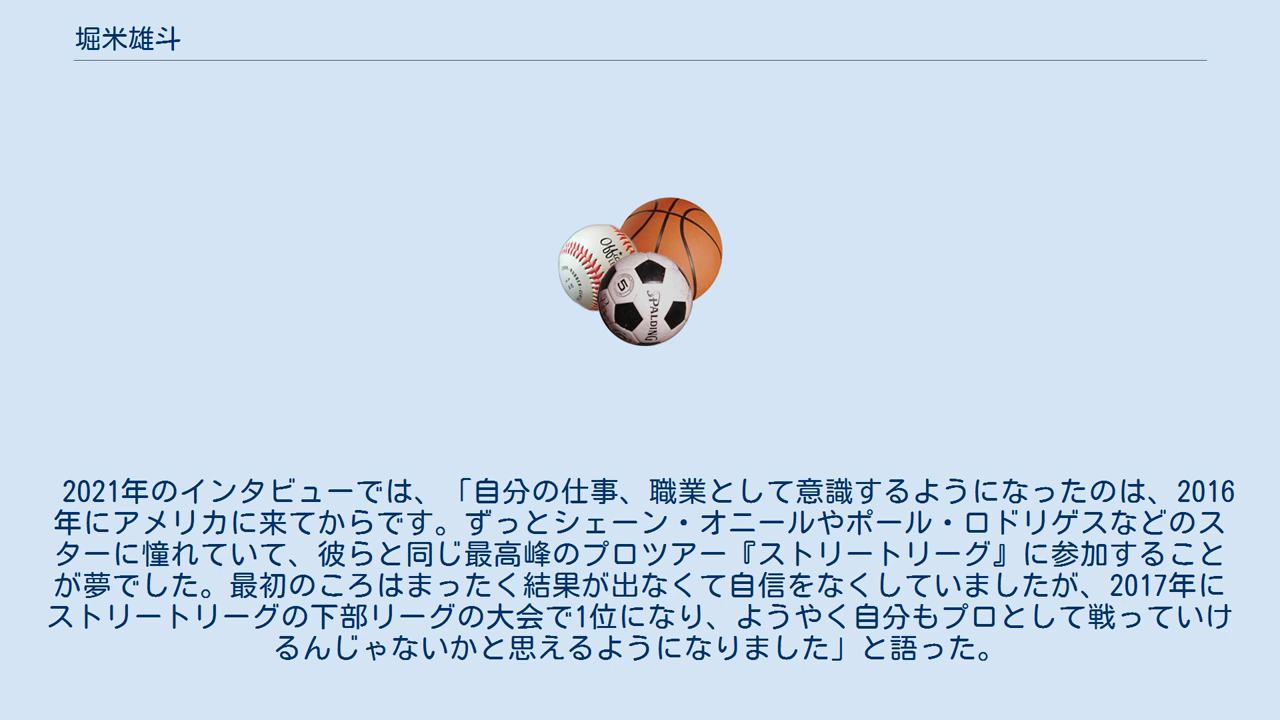 堀米雄斗
Offic
5
SPALDING
2021年のインタビューでは、「自分の仕事、職業として意識するようになったのは、2016
年にアメリカに来てからです。ずっとシェーン・オニールやポール・ロドリゲスなどのス
ターに憧れていて、彼らと同じ最高峰のプロツアー『ストリートリーグ』に参加すること
が夢でした。最初のころはまったく結果が出なくて自信をなくしていましたが、2017年に
ストリートリーグの下部リーグの大会で1位になり、ようやく自分もプロとして戦っていけ
るんじゃないかと思えるようになりました」と語った。